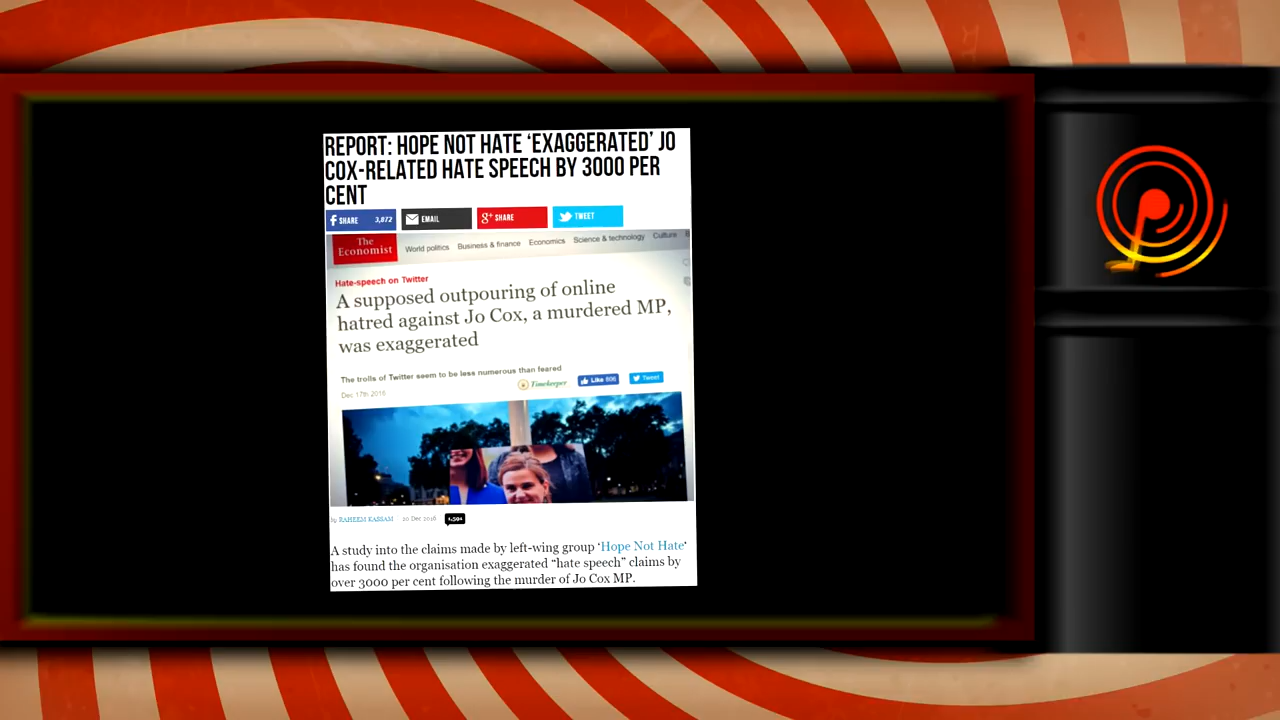 REPORT: HOPE NOT HATE ‘EXAGGERATED’ JO
COX-RELATED HATE SPEECH BY 3000 PER
CENT
f SHARE 3,872 EMAIL g+ SHARE TWEET
The Economist World politics Business & finance Economics Science & technology Culture
Hate-speech on Twitter
A supposed outpouring of online
hatred against Jo Cox, a murdered MP,
was exaggerated
The trolls of Twitter seem to be less numerous than feared
Timekeeper Like 806 Tweet
Dec 17th 2016
by RAHEEM KASSAM 20 Dec 2016
A study into the claims made by left-wing group ‘Hope Not Hate‘
has found the organisation exaggerated “hate speech” claims by
over 3000 per cent following the murder of Jo Cox MP.